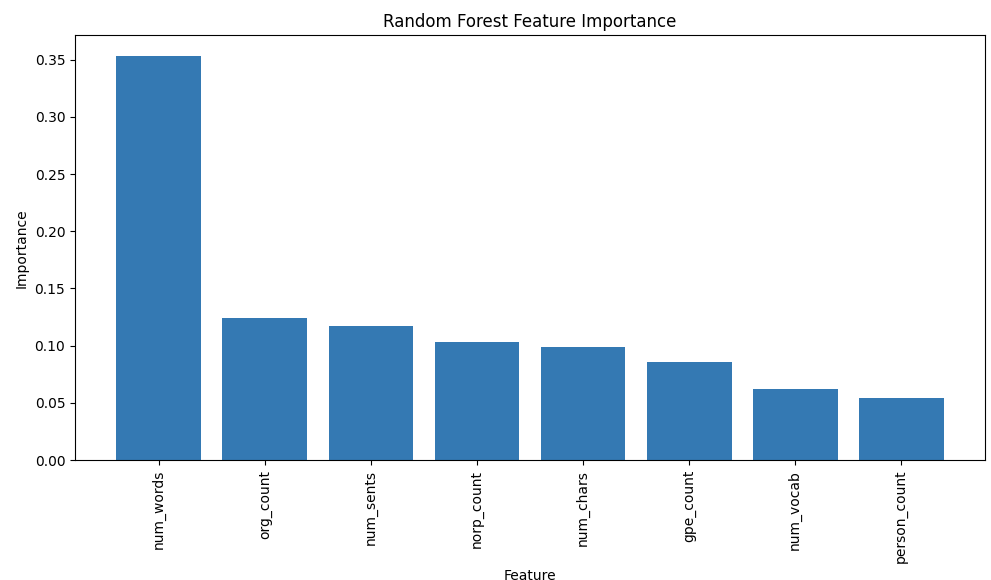 Random Forest Feature Importance
Importance
0.35
0.30
0.25
0.20
0.15
0.10
0.05
0.00
num_words
org_count
num_sents
norp_count
num_chars
gpe_count
num_vocab
person_count
Feature